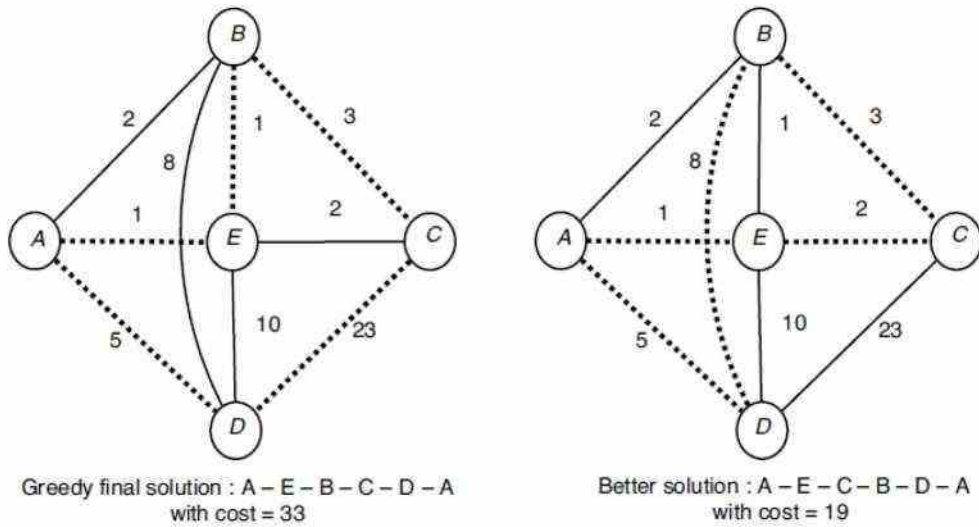 B
2
3
1
8
1
2
A
E
C
5
10
23
D
Greedy final solution : A – E – B – C – D – A
with cost = 33
B
2
3
1
8
1
2
A
E
C
5
10
23
D
Better solution : A – E – C – B – D – A
with cost = 19